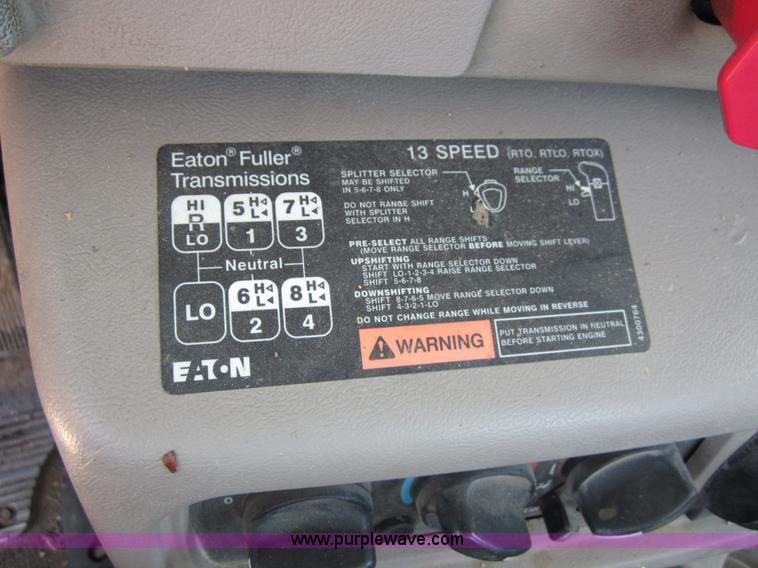 Eaton® Fuller® Transmissions
13 SPEED (RTO, RTLO, RTOX)
SPLITTER SELECTOR
MAY BE SHIFTED
IN 5-6-7-8 ONLY
H
L
RANGE
SELECTOR
HI
LO
DO NOT RANGE SHIFT
WITH SPLITTER
SELECTOR IN H
HI
R
LO
5 H L
1
7 H L
3
Neutral
LO
6 H L
2
8 H L
4
PRE-SELECT ALL RANGE SHIFTS
(MOVE RANGE SELECTOR BEFORE MOVING SHIFT LEVER)
UPSHIFTING
START WITH RANGE SELECTOR DOWN
SHIFT LO-1-2-3-4 RAISE RANGE SELECTOR
SHIFT 5-6-7-8
DOWNSHIFTING
SHIFT 8-7-6-5 MOVE RANGE SELECTOR DOWN
SHIFT 4-3-2-1-LO
DO NOT CHANGE RANGE WHILE MOVING IN REVERSE
WARNING
PUT TRANSMISSION IN NEUTRAL
BEFORE STARTING ENGINE
4300764
EATON
0
www.purplewave.com